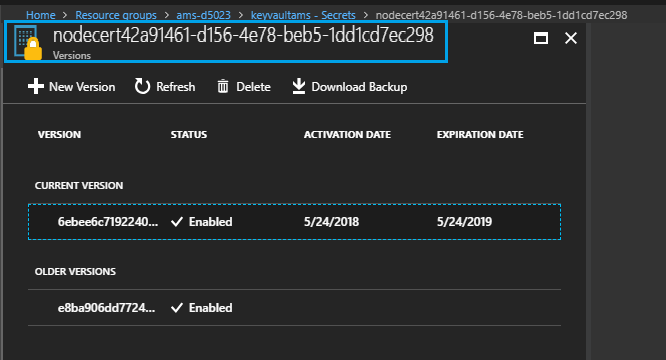 Home > Resource groups > ams-d5023 > keyvaultams - Secrets > nodecert42a91461-d156-4e78-beb5-1dd1cd7ec298
nodecert42a91461-d156-4e78-beb5-1dd1cd7ec298
Versions
New Version Refresh Delete Download Backup
VERSION STATUS ACTIVATION DATE EXPIRATION DATE
CURRENT VERSION
6ebee6c7192240... Enabled 5/24/2018 5/24/2019
OLDER VERSIONS
e8ba906dd7724... Enabled